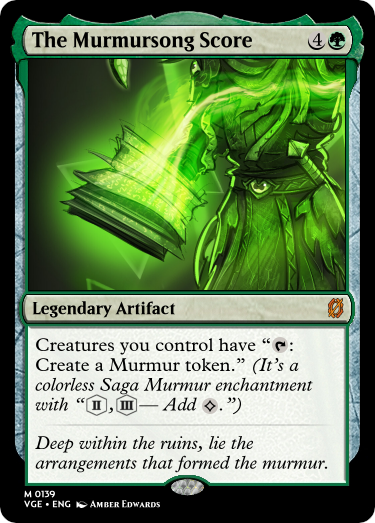 The Murmursong Score 4
Legendary Artifact
Creatures you control have “: 
Create a Murmur token.” (It's a
colorless Saga Murmur enchantment
with “II, III— Add .”)
Deep within the ruins, lie the
arrangements that formed the murmur.
M 0139
VGE • ENG Amber Edwards